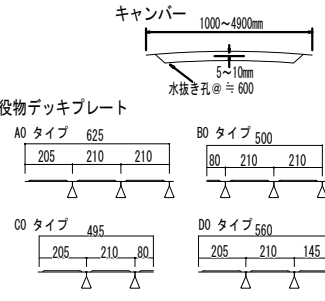 キャンバー
1000~4900mm
5~10mm
水抜き孔@≒600
役物デッキプレート
A0 タイプ
625
205 210 210
B0 タイプ
500
80 210 210
C0 タイプ
495
205 210 80
D0 タイプ
560
205 210 145